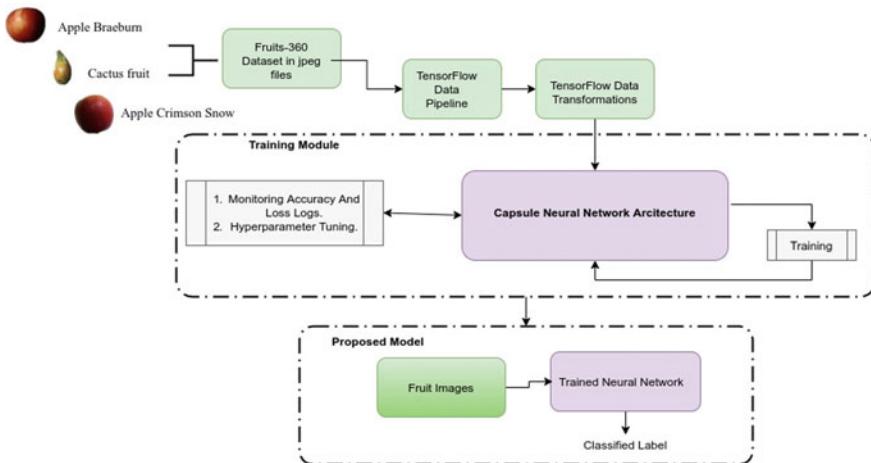 Apple Braeburn
Cactus fruit
Apple Crimson Snow
Fruits-360
Dataset in jpeg
files
TensorFlow
Data
Pipeline
TensorFlow Data
Transformations
Training Module
1. Monitoring Accuracy And
Loss Logs.
2. Hyperparameter Tuning.
Capsule Neural Network Arcitecture
Training
Proposed Model
Fruit Images
Trained Neural Network
Classified Label